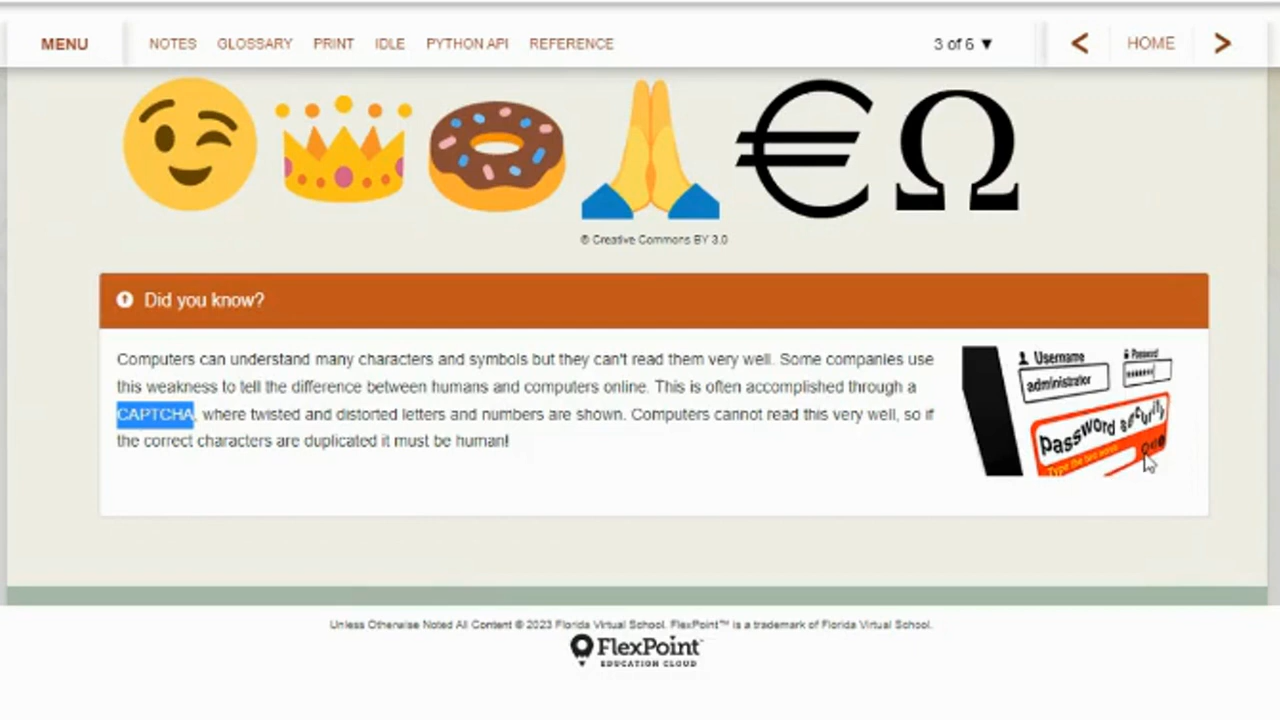 MENU NOTES GLOSSARY PRINT IDLE PYTHON API REFERENCE 3 of 6 ▼ < HOME >
€Ω
© Creative Commons BY 3.0
Did you know?
Computers can understand many characters and symbols but they can't read them very well. Some companies use
this weakness to tell the difference between humans and computers online. This is often accomplished through a
CAPTCHA, where twisted and distorted letters and numbers are shown. Computers cannot read this very well, so if
the correct characters are duplicated it must be human!
Username
administrator
Password
Password security
Type the two words
Unless Otherwise Noted All Content © 2023 Florida Virtual School. FlexPoint™ is a trademark of Florida Virtual School.
FlexPoint™
EDUCATION CLOUD